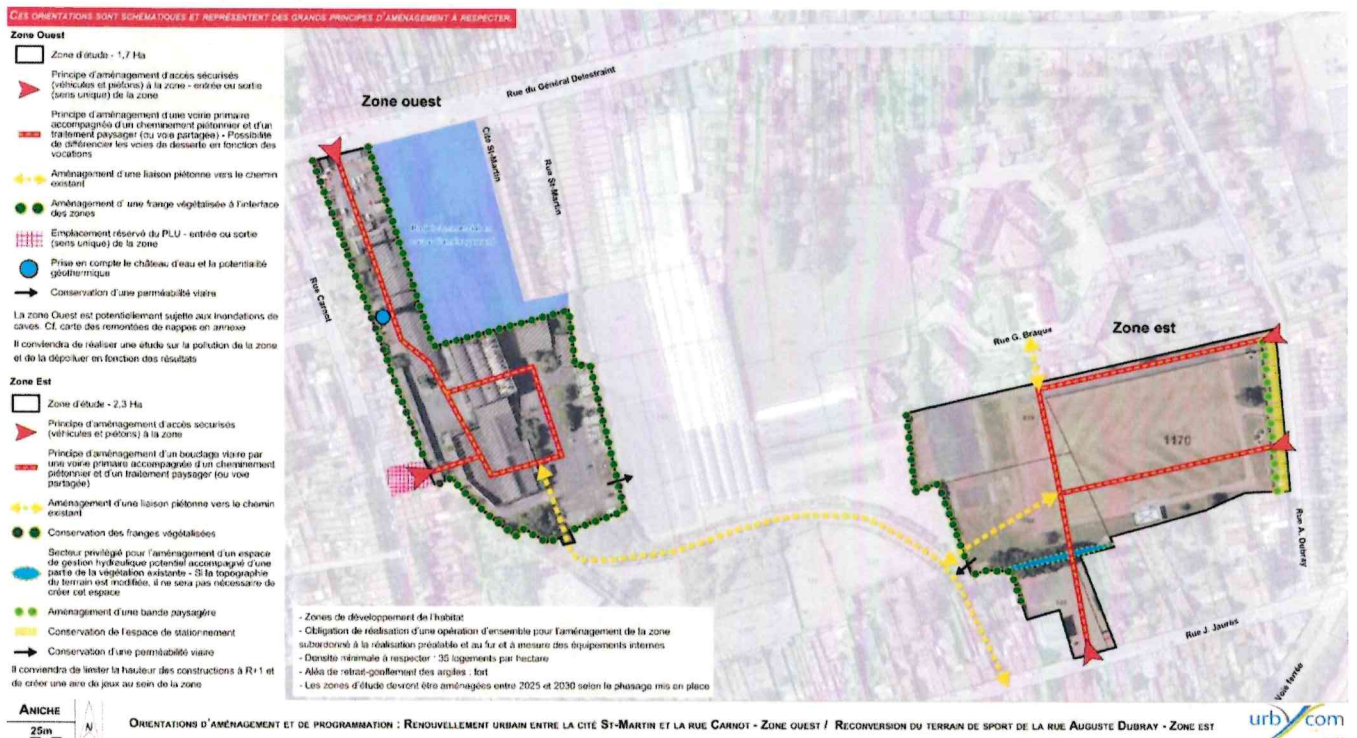 CES ORIENTATIONS SONT SCHÉMATIQUES ET REPRÉSENTENT DES GRANDS PRINCIPES D'AMÉNAGEMENT À RESPECTER.
Zone Ouest
Zone d'étude - 1,7 Ha
Principe d'aménagement d'accès sécurisés
(véhicules et piétons) à la zone - entrée ou sortie
(sens unique) de la zone
Principe d'aménagement d'une voirie primaire
accompagnée d'un cheminement piétonnier et d'un
traitement paysager (ou voie partagée) - Possibilité
de différencier les voies de desserte en fonction des
vocations
Aménagement d'une liaison piétonne vers le chemin
existant
Aménagement d' une frange végétalisée à l'interface
des zones
Emplacement réservé du PLU - entrée ou sortie
(sens unique) de la zone
Prise en compte le château d'eau et la potentialité
géothermique
Conservation d'une perméabilité viaire
La zone Ouest est potentiellement sujette aux inondations de
caves. Cf. carte des remontées de nappes en annexe
Il conviendra de réaliser une étude sur la pollution de la zone
et de la dépolluer en fonction des résultats
Zone Est
Zone d'étude - 2,3 Ha
Principe d'aménagement d'accès sécurisés
(véhicules et piétons) à la zone
Principe d'aménagement d'un bouclage viaire par
une voirie primaire accompagnée d'un cheminement
piétonnier et d'un traitement paysager (ou voie
partagée)
Aménagement d'une liaison piétonne vers le chemin
existant
Conservation des franges végétalisées
Secteur privilégié pour l'aménagement d'un espace
de gestion hydraulique potentiel accompagné d'une
partie de la végétation existante - Si la topographie
du terrain est modifiée, il ne sera pas nécessaire de
créer cet espace
Aménagement d'une bande paysagère
Conservation de l'espace de stationnement
Conservation d'une perméabilité viaire
Il conviendra de limiter la hauteur des constructions à R+1 et
de créer une aire de jeux au sein de la zone
Zone ouest
Rue du Général Delestraint
Cité St-Martin
Rue St-Martin
Rue Carnot
Zone est
Rue G. Braque
1170
Rue A. Dubray
Rue J. Jaurès
Voie ferrée
- Zones de développement de l'habitat
- Obligation de réalisation d'une opération d'ensemble pour l'aménagement de la zone
subordonné à la réalisation préalable et au fur et à mesure des équipements internes
- Densité minimale à respecter : 35 logements par hectare
- Aléa de retrait-gonflement des argiles : fort
- Les zones d'étude devront être aménagées entre 2025 et 2030 selon le phasage mis en place
ANICHE
25m
N
ORIENTATIONS D'AMÉNAGEMENT ET DE PROGRAMMATION : RENOUVELLEMENT URBAIN ENTRE LA CITÉ ST-MARTIN ET LA RUE CARNOT - ZONE OUEST / RECONVERSION DU TERRAIN DE SPORT DE LA RUE AUGUSTE DUBRAY - ZONE EST
urbycom